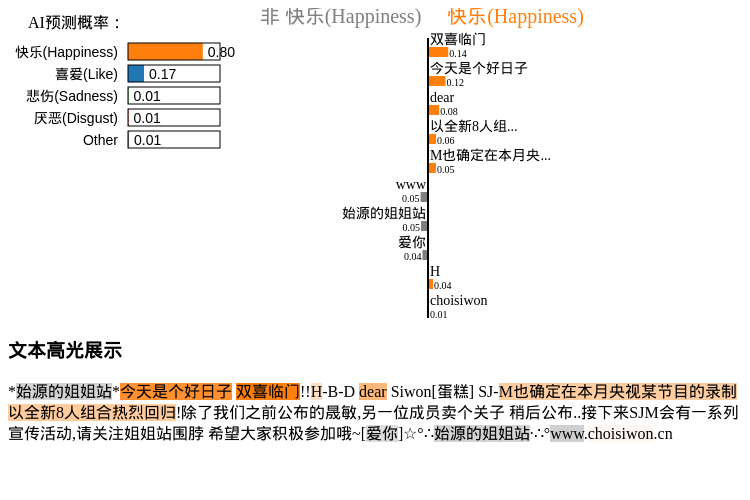 AI预测概率：
快乐(Happiness) 0.80
喜爱(Like) 0.17
悲伤(Sadness) 0.01
厌恶(Disgust) 0.01
Other 0.01
非 快乐(Happiness) 快乐(Happiness)
双喜临门
0.14
今天是个好日子
0.12
dear
0.08
以全新8人组...
0.06
M也确定在本月央...
0.05
www
0.05
始源的姐姐站
0.05
爱你
0.04
H
0.04
choisiwon
0.01
文本高光展示
*始源的姐姐站*今天是个好日子 双喜临门!!H-B-D dear Siwon[蛋糕] SJ-M也确定在本月央视某节目的录制
以全新8人组合热烈回归!除了我们之前公布的晟敏,另一位成员卖个关子 稍后公布..接下来SJM会有一系列
宣传活动,请关注姐姐站围脖 希望大家积极参加哦~[爱你]☆°∴始源的姐姐站·∴°www.choisiwon.cn